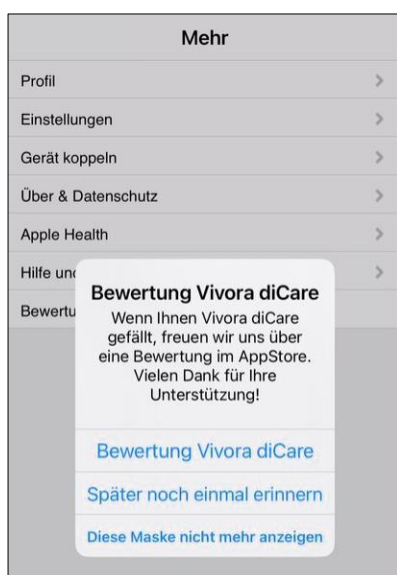 Mehr
Profil
Einstellungen
Gerät koppeln
Über & Datenschutz
Apple Health
Hilfe
Bewertung Vivora diCare
Wenn Ihnen Vivora diCare
gefällt, freuen wir uns über
eine Bewertung im AppStore.
Vielen Dank für Ihre
Unterstützung!
Bewertung Vivora diCare
Später noch einmal erinnern
Diese Maske nicht mehr anzeigen